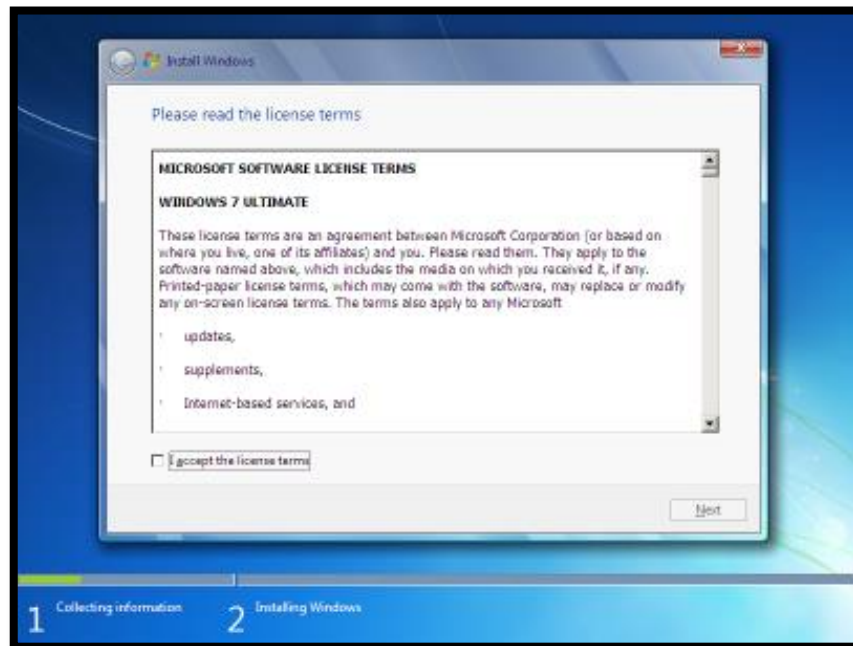 Install Windows
Please read the license terms
MICROSOFT SOFTWARE LICENSE TERMS
WINDOWS 7 ULTIMATE
These license terms are an agreement between Microsoft Corporation (or based on
where you live, one of its affiliates) and you. Please read them. They apply to the
software named above, which includes the media on which you received it, if any.
Printed-paper license terms, which may come with the software, may replace or modify
any on-screen license terms. The terms also apply to any Microsoft
· updates,
· supplements,
· Internet-based services, and
I accept the license terms
Next
1 Collecting information
2 Installing Windows